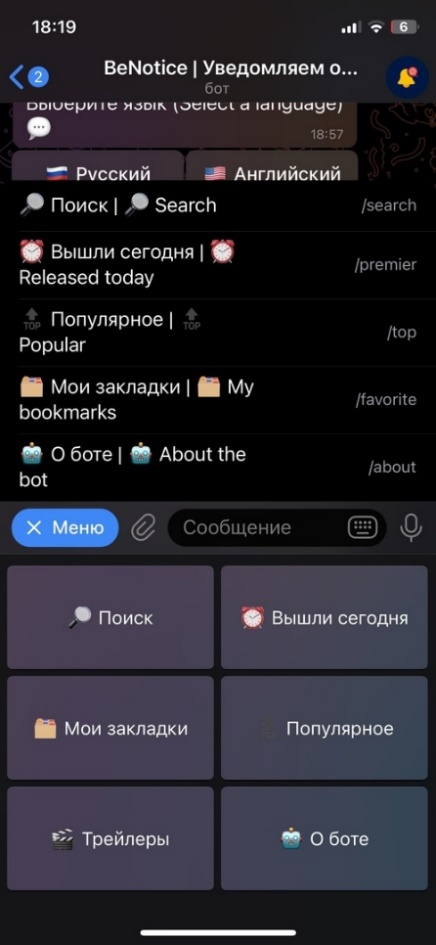 18:19
6
2
BeNotice | Уведомляем о...
бот
Выберите язык (Select a language)
18:57
Русский
Английский
Поиск | Search
/search
Вышли сегодня |
Released today
/premier
TOP Популярное | TOP
Popular
/top
Мои закладки | My
bookmarks
/favorite
О боте | About the
bot
/about
Меню
Сообщение
Поиск
Вышли сегодня
Мои закладки
Популярное
Трейлеры
О боте